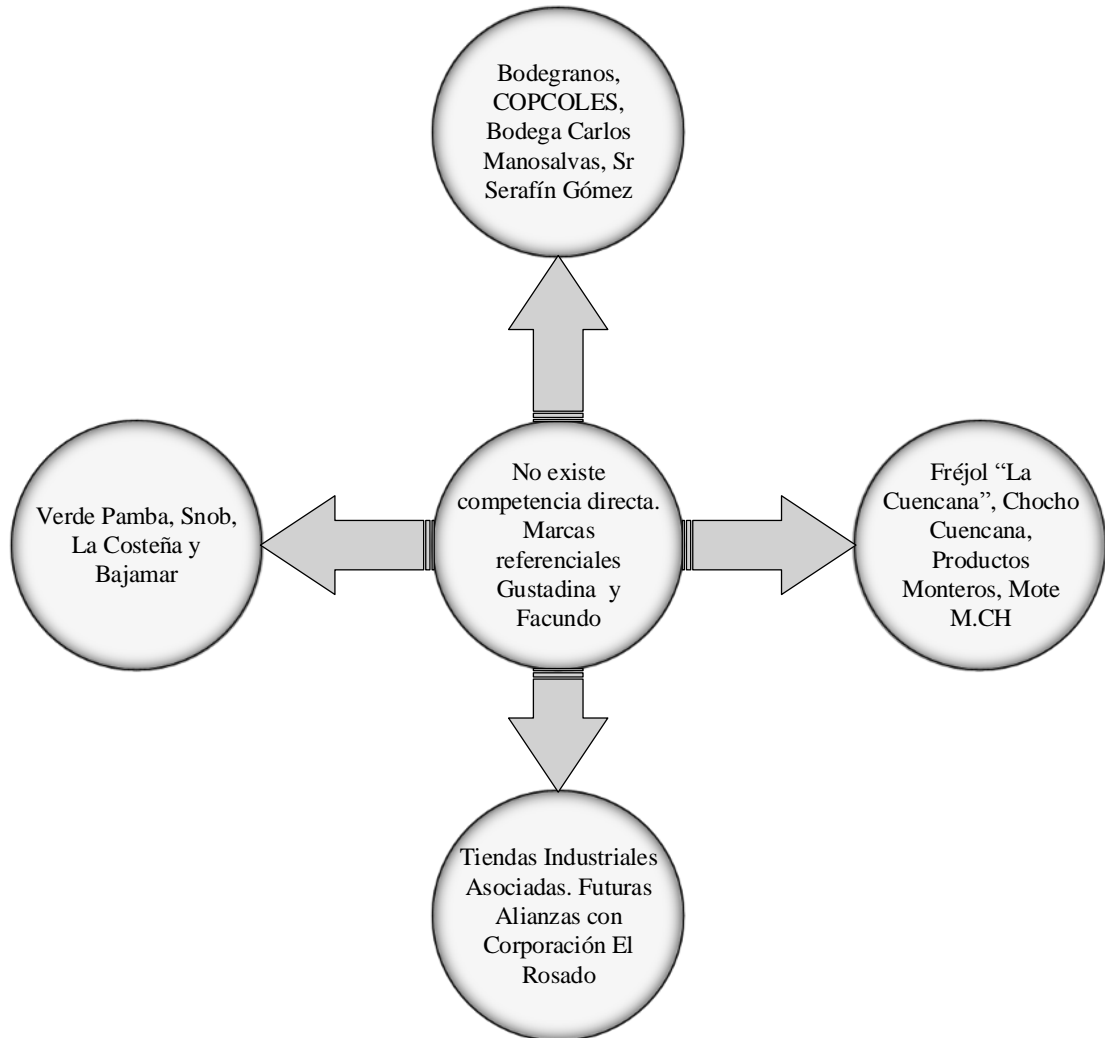 Bodegranos,
COPCOLES,
Bodega Carlos
Manosalvas, Sr
Serafín Gómez
Verde Pamba, Snob,
La Costeña y
Bajamar
No existe
competencia directa.
Marcas
referenciales
Gustadina y
Facundo
Fréjol “La
Cuencana”, Chocho
Cuencana,
Productos
Monteros, Mote
M.CH
Tiendas Industriales
Asociadas. Futuras
Alianzas con
Corporación El
Rosado